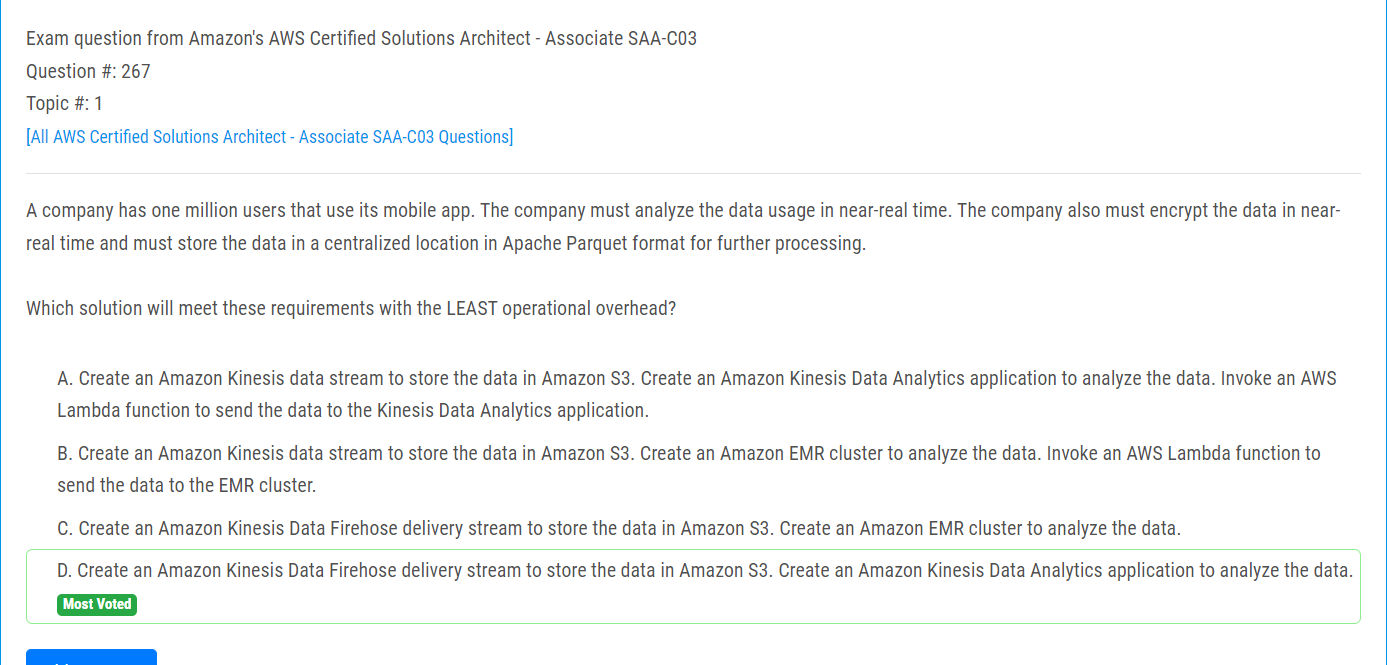 Exam question from Amazon's AWS Certified Solutions Architect - Associate SAA-C03
Question #: 267
Topic #: 1
[All AWS Certified Solutions Architect - Associate SAA-C03 Questions]
A company has one million users that use its mobile app. The company must analyze the data usage in near-real time. The company also must encrypt the data in near-
real time and must store the data in a centralized location in Apache Parquet format for further processing.
Which solution will meet these requirements with the LEAST operational overhead?
A. Create an Amazon Kinesis data stream to store the data in Amazon S3. Create an Amazon Kinesis Data Analytics application to analyze the data. Invoke an AWS
Lambda function to send the data to the Kinesis Data Analytics application.
B. Create an Amazon Kinesis data stream to store the data in Amazon S3. Create an Amazon EMR cluster to analyze the data. Invoke an AWS Lambda function to
send the data to the EMR cluster.
C. Create an Amazon Kinesis Data Firehose delivery stream to store the data in Amazon S3. Create an Amazon EMR cluster to analyze the data.
D. Create an Amazon Kinesis Data Firehose delivery stream to store the data in Amazon S3. Create an Amazon Kinesis Data Analytics application to analyze the data.
Most Voted